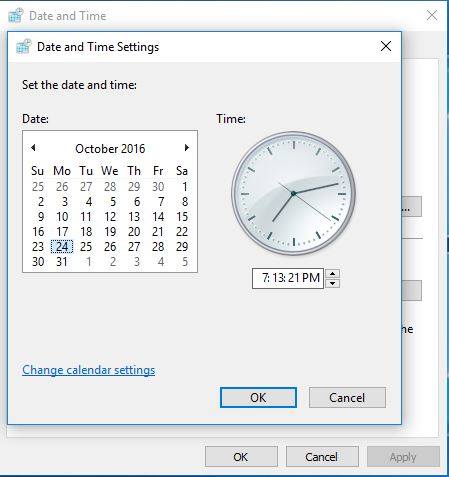 Date and Time
Date and Time Settings
Set the date and time:
Date:
Time:
October 2016
Su Mo Tu We Th Fr Sa
25 26 27 28 29 30 1
2 3 4 5 6 7 8
9 10 11 12 13 14 15
16 17 18 19 20 21 22
23 24 25 26 27 28 29
30 31 1 2 3 4 5
7: 13: 21 PM
...
he
Change calendar settings
OK Cancel
OK Cancel Apply